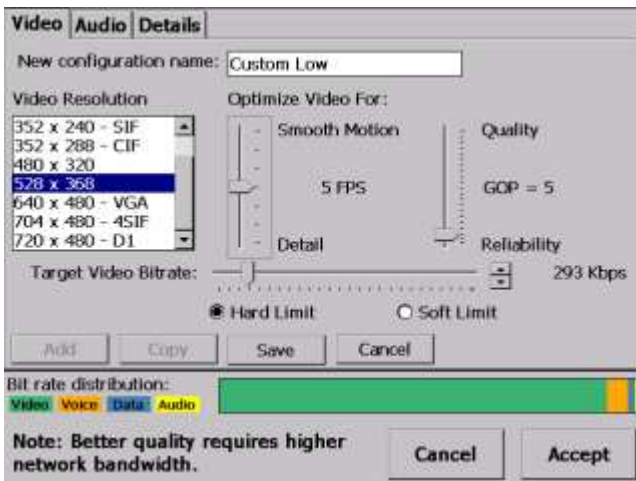 Video Audio Details
New configuration name: Custom Low
Video Resolution
Optimize Video For:
352 x 240 - SIF
352 x 288 - CIF
480 x 320
528 x 368
640 x 480 - VGA
704 x 480 - 4SIF
720 x 480 - D1
Smooth Motion
5 FPS
Detail
Quality
GOP = 5
Reliability
Target Video Bitrate: 293 Kbps
Hard Limit Soft Limit
Add Copy Save Cancel
Bit rate distribution:
Video Voice Data Audio
Note: Better quality requires higher
network bandwidth.
Cancel Accept